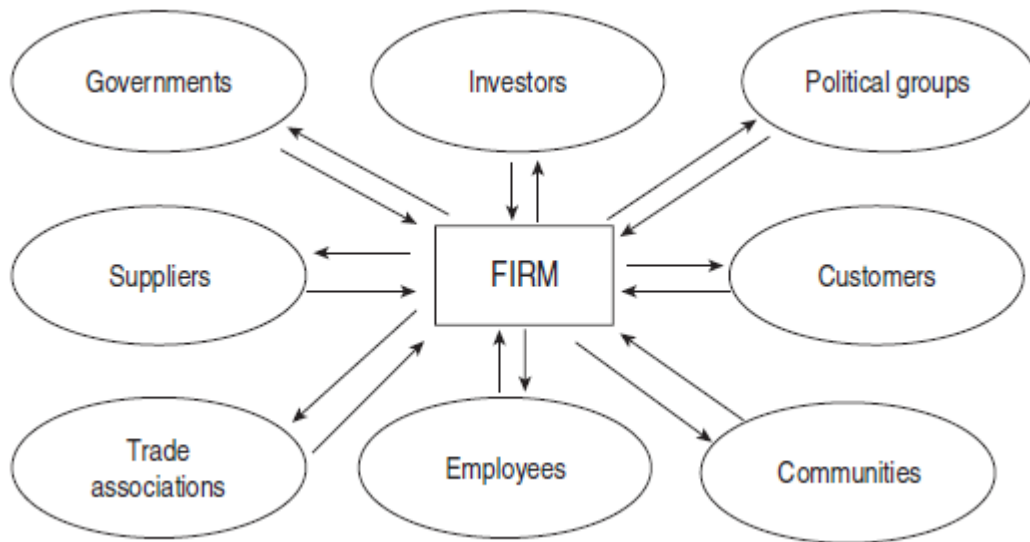 Governments
Investors
Political groups
Suppliers
FIRM
Customers
Trade
associations
Employees
Communities